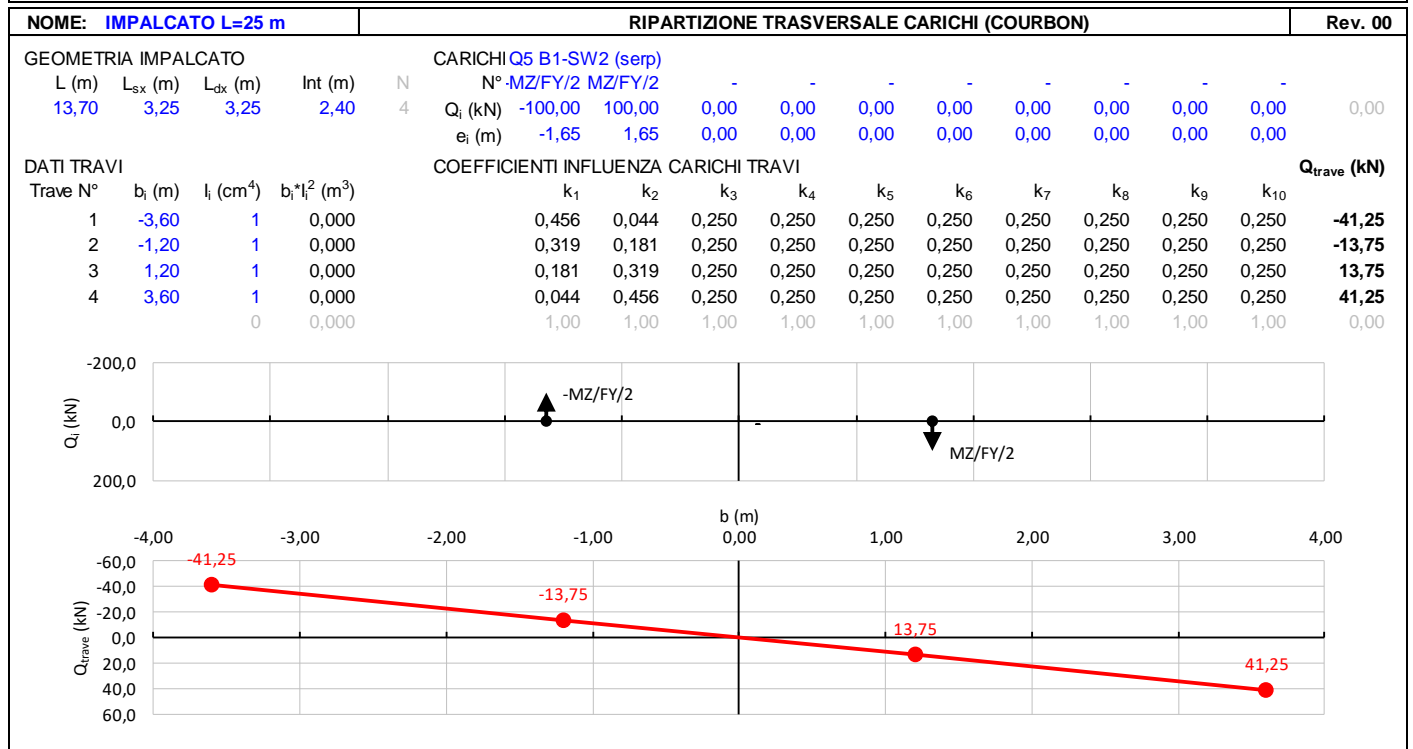 NOME: IMPALCATO L=25 m RIPARTIZIONE TRASVERSALE CARICHI (COURBON) Rev. 00
GEOMETRIA IMPALCATO CARICHI Q5 B1-SW2 (serp)
L (m) Lsx (m) Ldx (m) Int (m) N N° -MZ/FY/2 MZ/FY/2 - - - - - - - -
13,70 3,25 3,25 2,40 4 Qi (kN) -100,00 100,00 0,00 0,00 0,00 0,00 0,00 0,00 0,00 0,00 0,00
ei (m) -1,65 1,65 0,00 0,00 0,00 0,00 0,00 0,00 0,00 0,00
DATI TRAVI COEFFICIENTI INFLUENZA CARICHI TRAVI Qtrave (kN)
Trave N° bi (m) Ii (cm⁴) bi*Ii² (m³) k1 k2 k3 k4 k5 k6 k7 k8 k9 k10
1 -3,60 1 0,000 0,456 0,044 0,250 0,250 0,250 0,250 0,250 0,250 0,250 0,250 -41,25
2 -1,20 1 0,000 0,319 0,181 0,250 0,250 0,250 0,250 0,250 0,250 0,250 0,250 -13,75
3 1,20 1 0,000 0,181 0,319 0,250 0,250 0,250 0,250 0,250 0,250 0,250 0,250 13,75
4 3,60 1 0,000 0,044 0,456 0,250 0,250 0,250 0,250 0,250 0,250 0,250 0,250 41,25
0 0,000 1,00 1,00 1,00 1,00 1,00 1,00 1,00 1,00 1,00 1,00 0,00
-200,0
-MZ/FY/2
Qi (kN)
0,0
-
MZ/FY/2
200,0
b (m)
-4,00 -3,00 -2,00 -1,00 0,00 1,00 2,00 3,00 4,00
-60,0
-41,25
-40,0
-13,75
-20,0
Qtrave (kN)
0,0
13,75
20,0
41,25
40,0
60,0